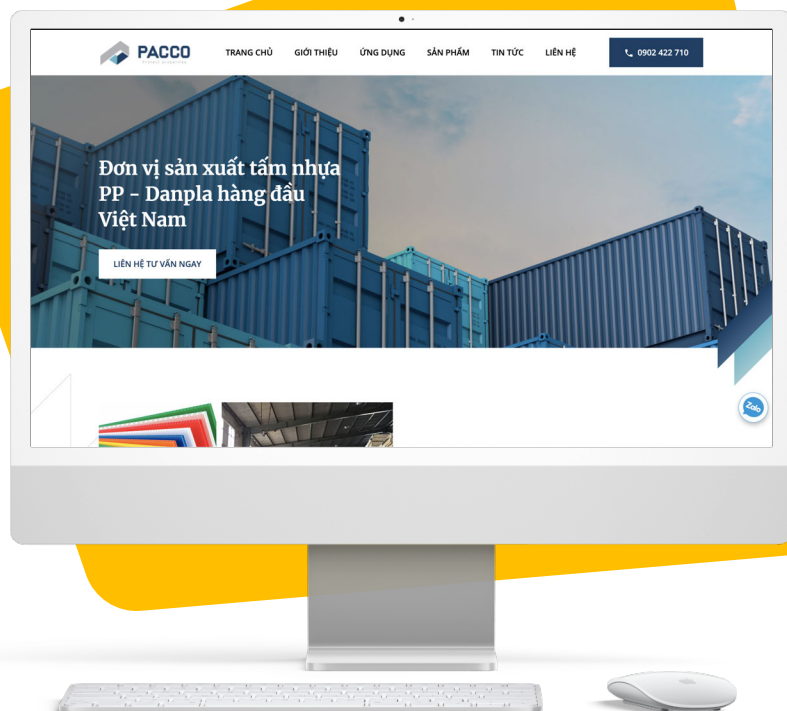 PACCO
TRANG CHỦ GIỚI THIỆU ỨNG DỤNG SẢN PHẨM TIN TỨC LIÊN HỆ 0902 422 710
Đơn vị sản xuất tấm nhựa
PP - Danpla hàng đầu
Việt Nam
LIÊN HỆ TƯ VẤN NGAY
Zalo